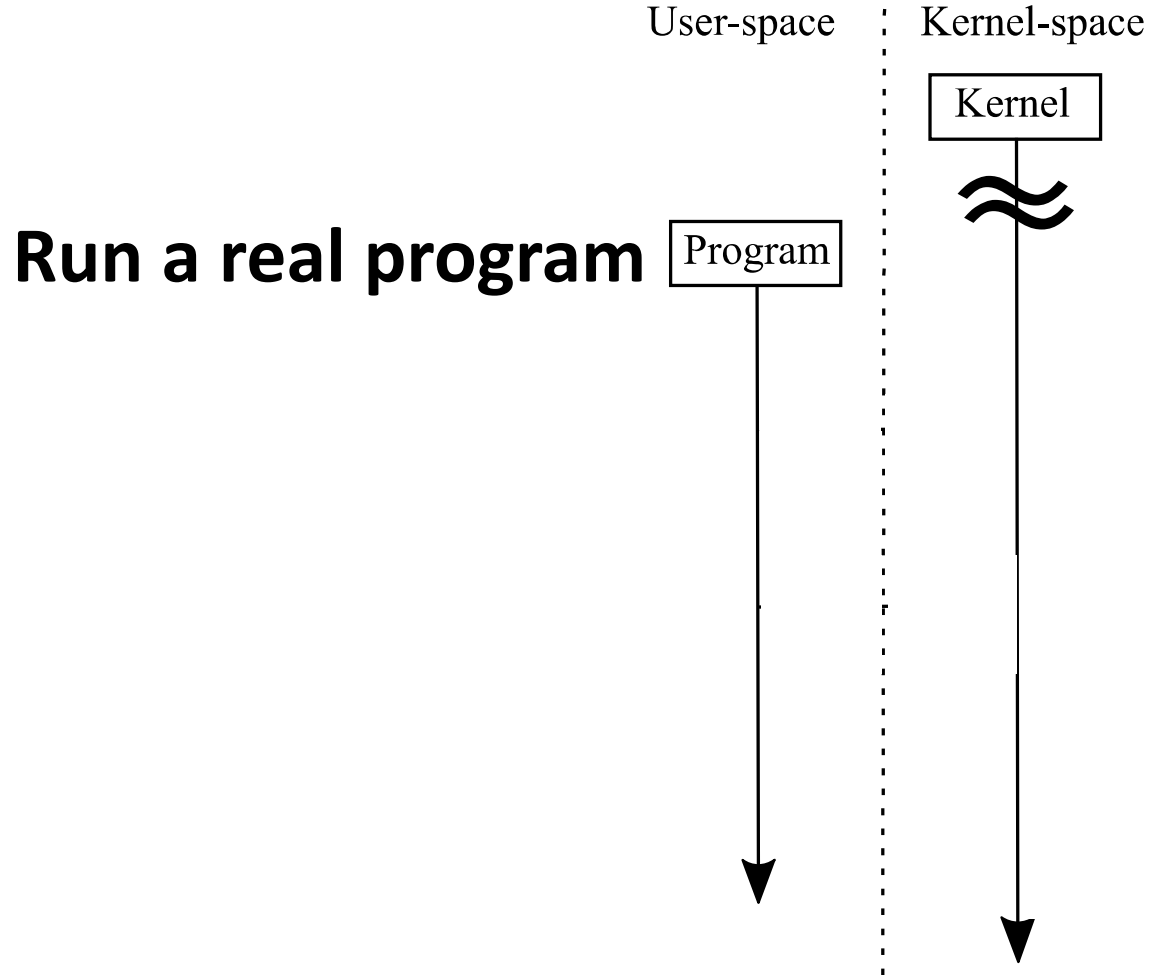 User-space
Kernel-space
Kernel
Run a real program
Program